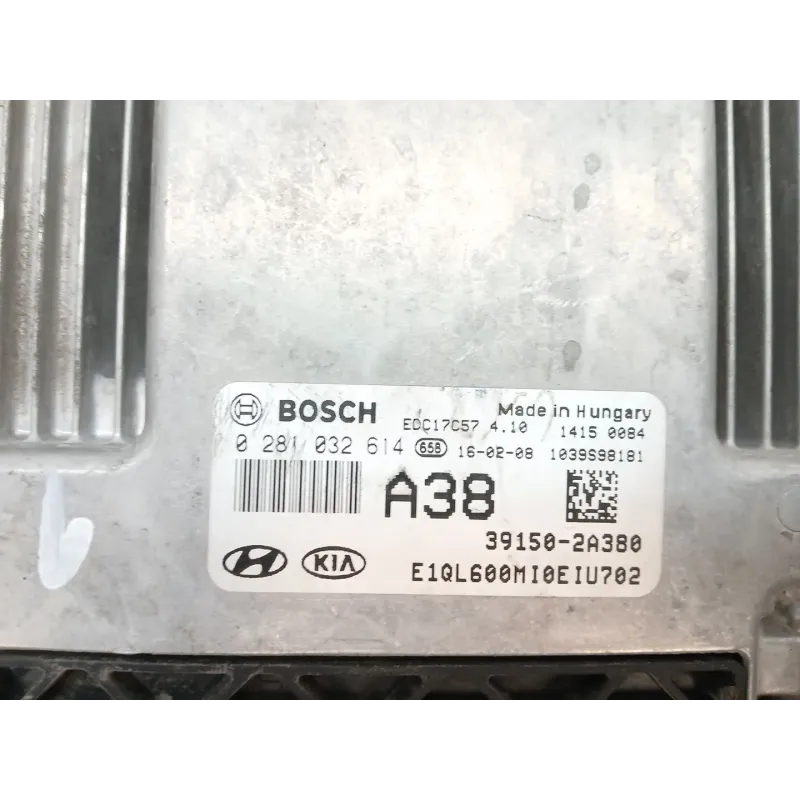 BOSCH EDC17C57 4.10 Made in Hungary
1415 0084
0 281 032 614 658 16-02-08 1039S98181
A38
39150-2A380
KIA E1QL600MI0EIU702